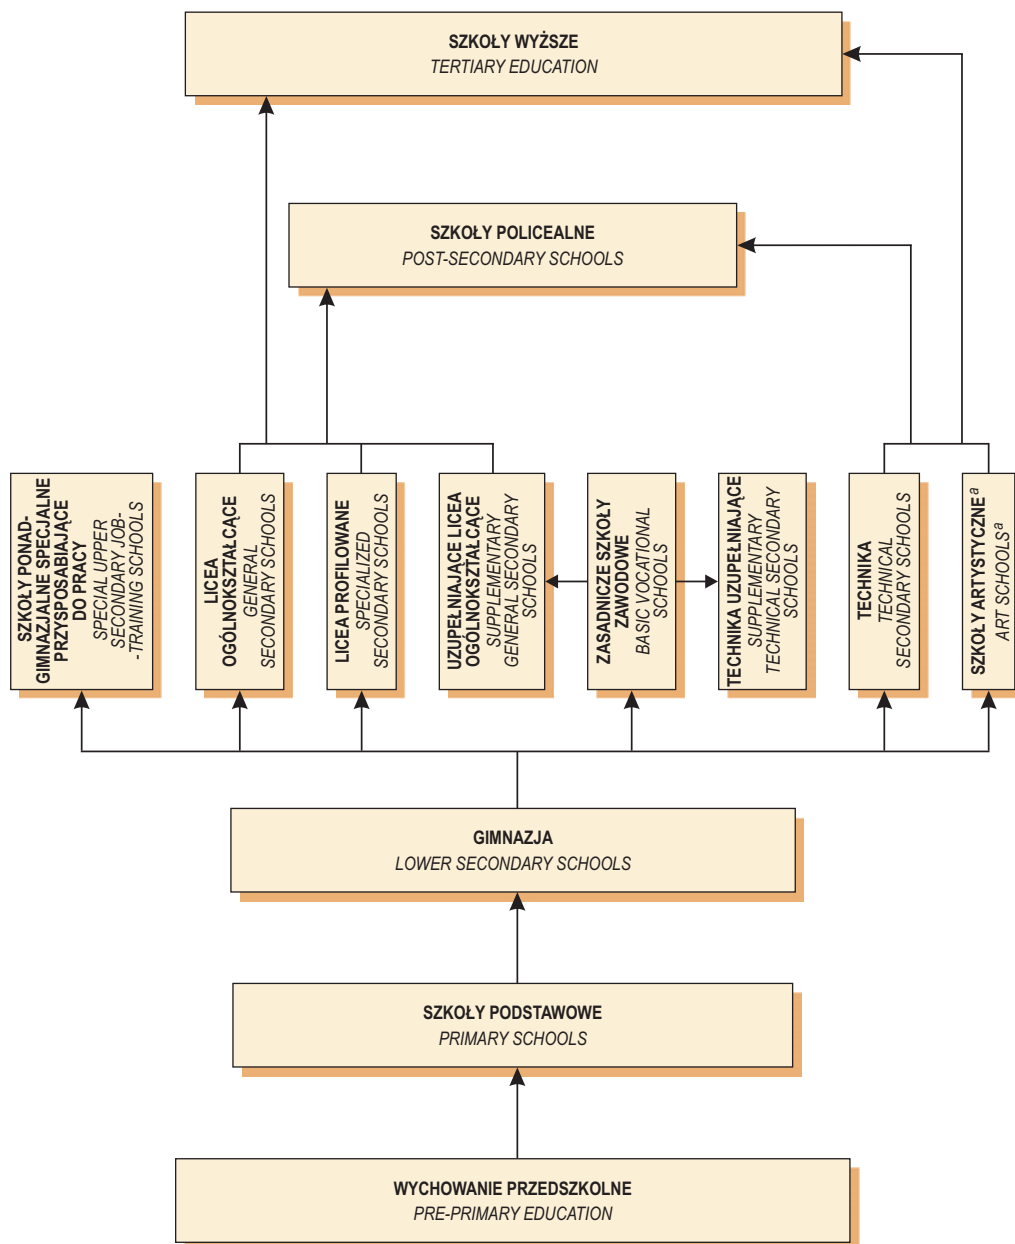 SZKOŁY WYŻSZE
TERTIARY EDUCATION
SZKOŁY POLICEALNE
POST-SECONDARY SCHOOLS
SZKOŁY PONAD-
GIMNAZJALNE SPECJALNE
PRZYSPOSABIAJĄCE
DO PRACY
SPECIAL UPPER
SECONDARY JOB-
-TRAINING SCHOOLS
LICEA
OGÓLNOKSZTAŁCĄCE
GENERAL
SECONDARY SCHOOLS
LICEA PROFILOWANE
SPECIALIZED
SECONDARY SCHOOLS
UZUPEŁNIAJĄCE LICEA
OGÓLNOKSZTAŁCĄCE
SUPPLEMENTARY
GENERAL SECONDARY
SCHOOLS
ZASADNICZE SZKOŁY
ZAWODOWE
BASIC VOCATIONAL
SCHOOLS
TECHNIKA UZUPEŁNIAJĄCE
SUPPLEMENTARY
TECHNICAL SECONDARY
SCHOOLS
TECHNIKA
TECHNICAL
SECONDARY SCHOOLS
SZKOŁY ARTYSTYCZNE a
ART SCHOOLS a
GIMNAZJA
LOWER SECONDARY SCHOOLS
SZKOŁY PODSTAWOWE
PRIMARY SCHOOLS
WYCHOWANIE PRZEDSZKOLNE
PRE-PRIMARY EDUCATION